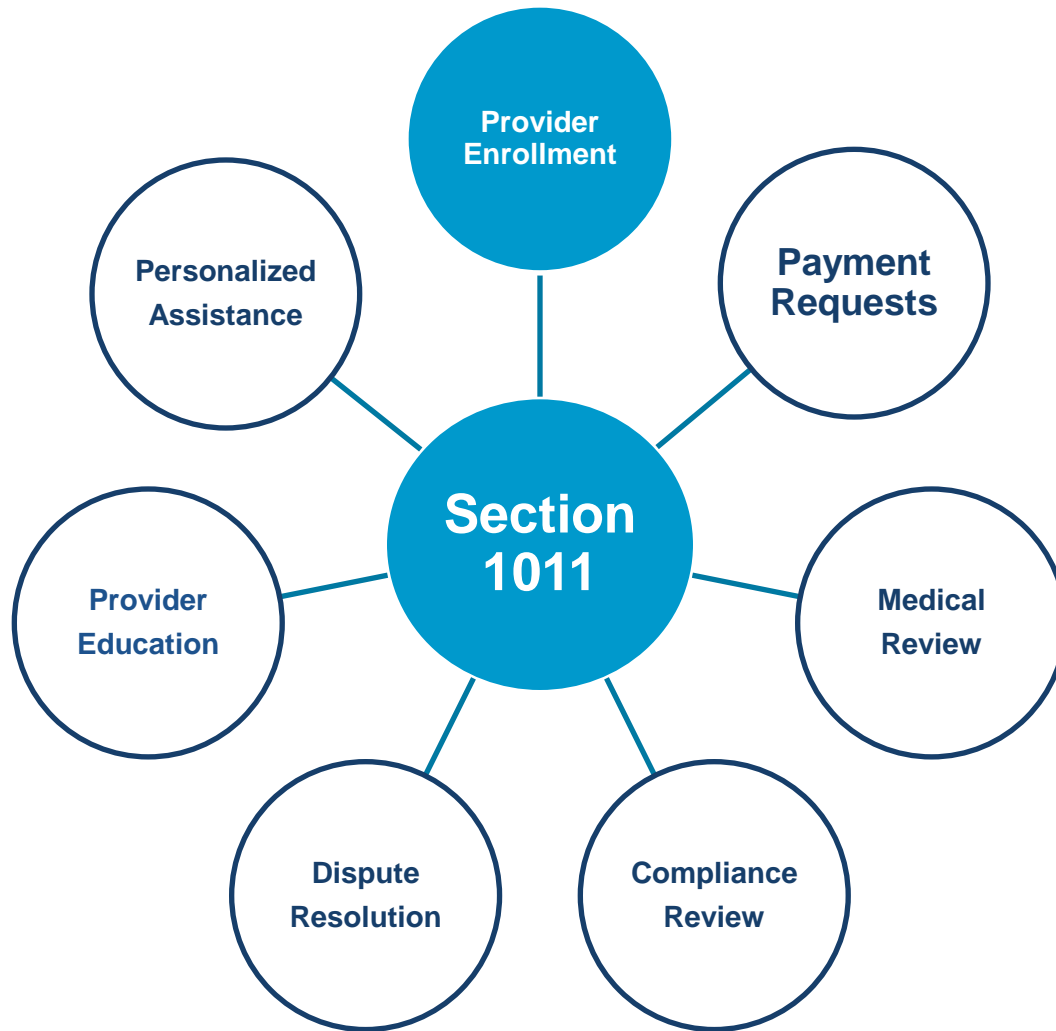 Provider
Enrollment
Payment
Requests
Personalized
Assistance
Section
1011
Provider
Education
Medical
Review
Dispute
Resolution
Compliance
Review